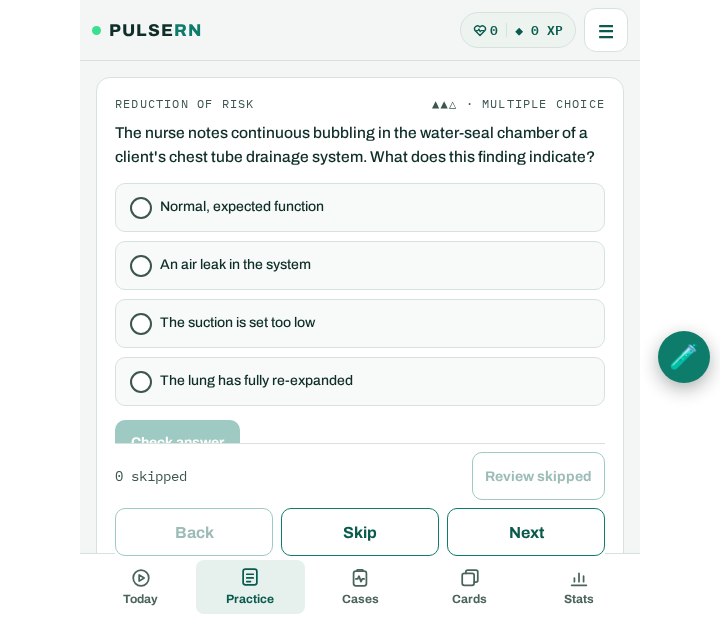 PULSERN
0
◆ 0 XP
REDUCTION OF RISK
▲▲△ · MULTIPLE CHOICE
The nurse notes continuous bubbling in the water-seal chamber of a
client's chest tube drainage system. What does this finding indicate?
Normal, expected function
An air leak in the system
The suction is set too low
The lung has fully re-expanded
Check answer
0 skipped
Review skipped
Back
Skip
Next
Today
Practice
Cases
Cards
Stats